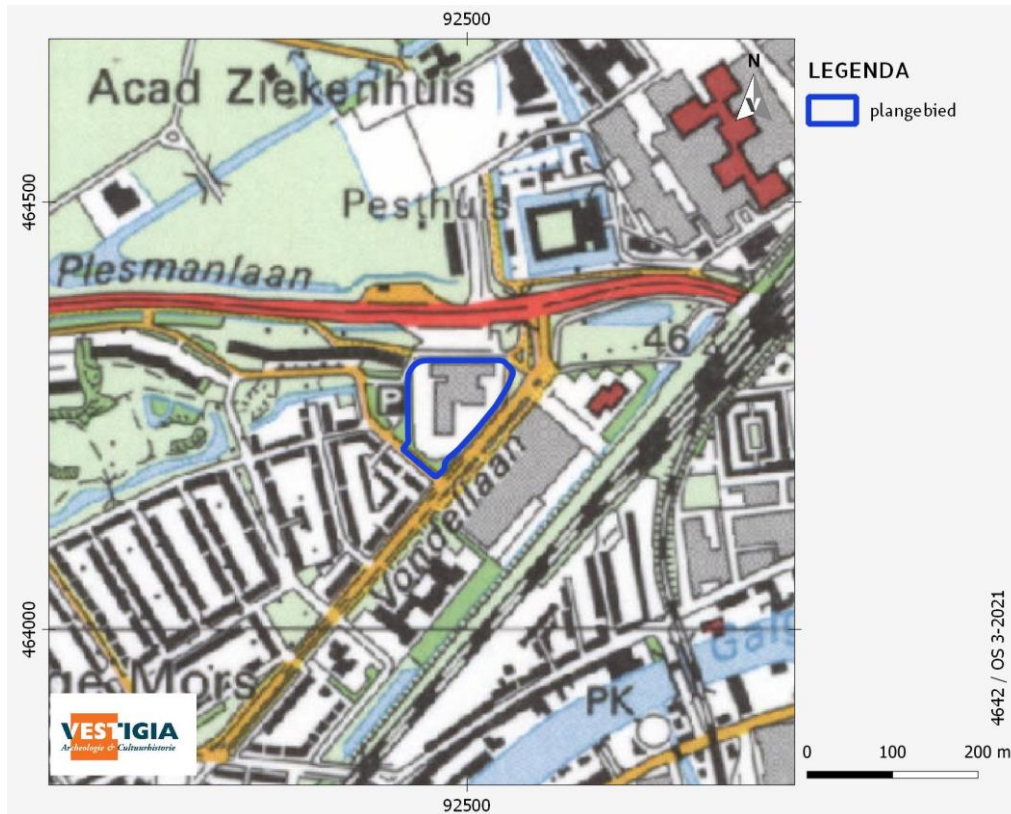 92500
Acad Ziekenhuis
N
LEGENDA
plangebied
464500
Pesthuis
Plesmanlaan
46
P
Vondellaan
464000
ge Mors
PK
VESTIGIA
Archeologie & Cultuurhistorie
4642 / OS 3-2021
0 100 200 m
92500